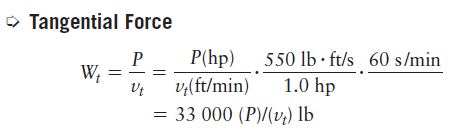 ⇨ Tangential Force
W_t = P/v_t = P(hp)/v_t(ft/min) · 550 lb · ft/s/1.0 hp · 60 s/min
= 33 000 (P)/(v_t) lb